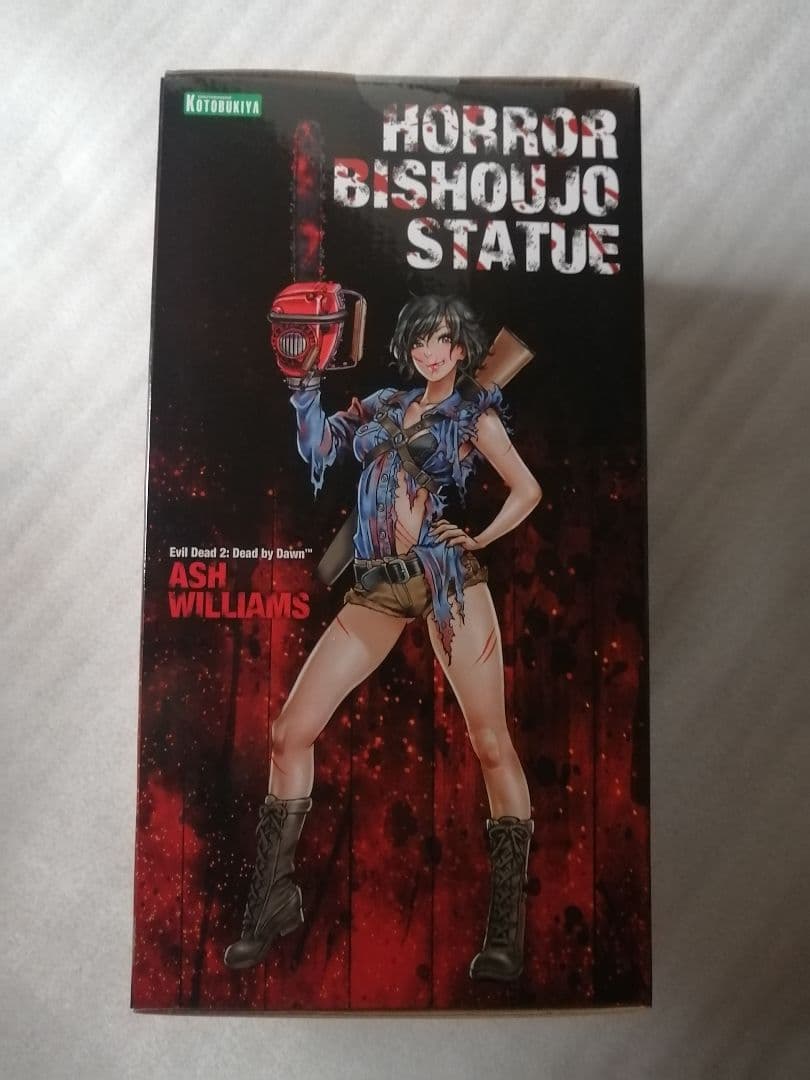 KOTOBUKIYA
HORROR
BISHOUJO
STATUE
Evil Dead 2: Dead by Dawn™
ASH
WILLIAMS